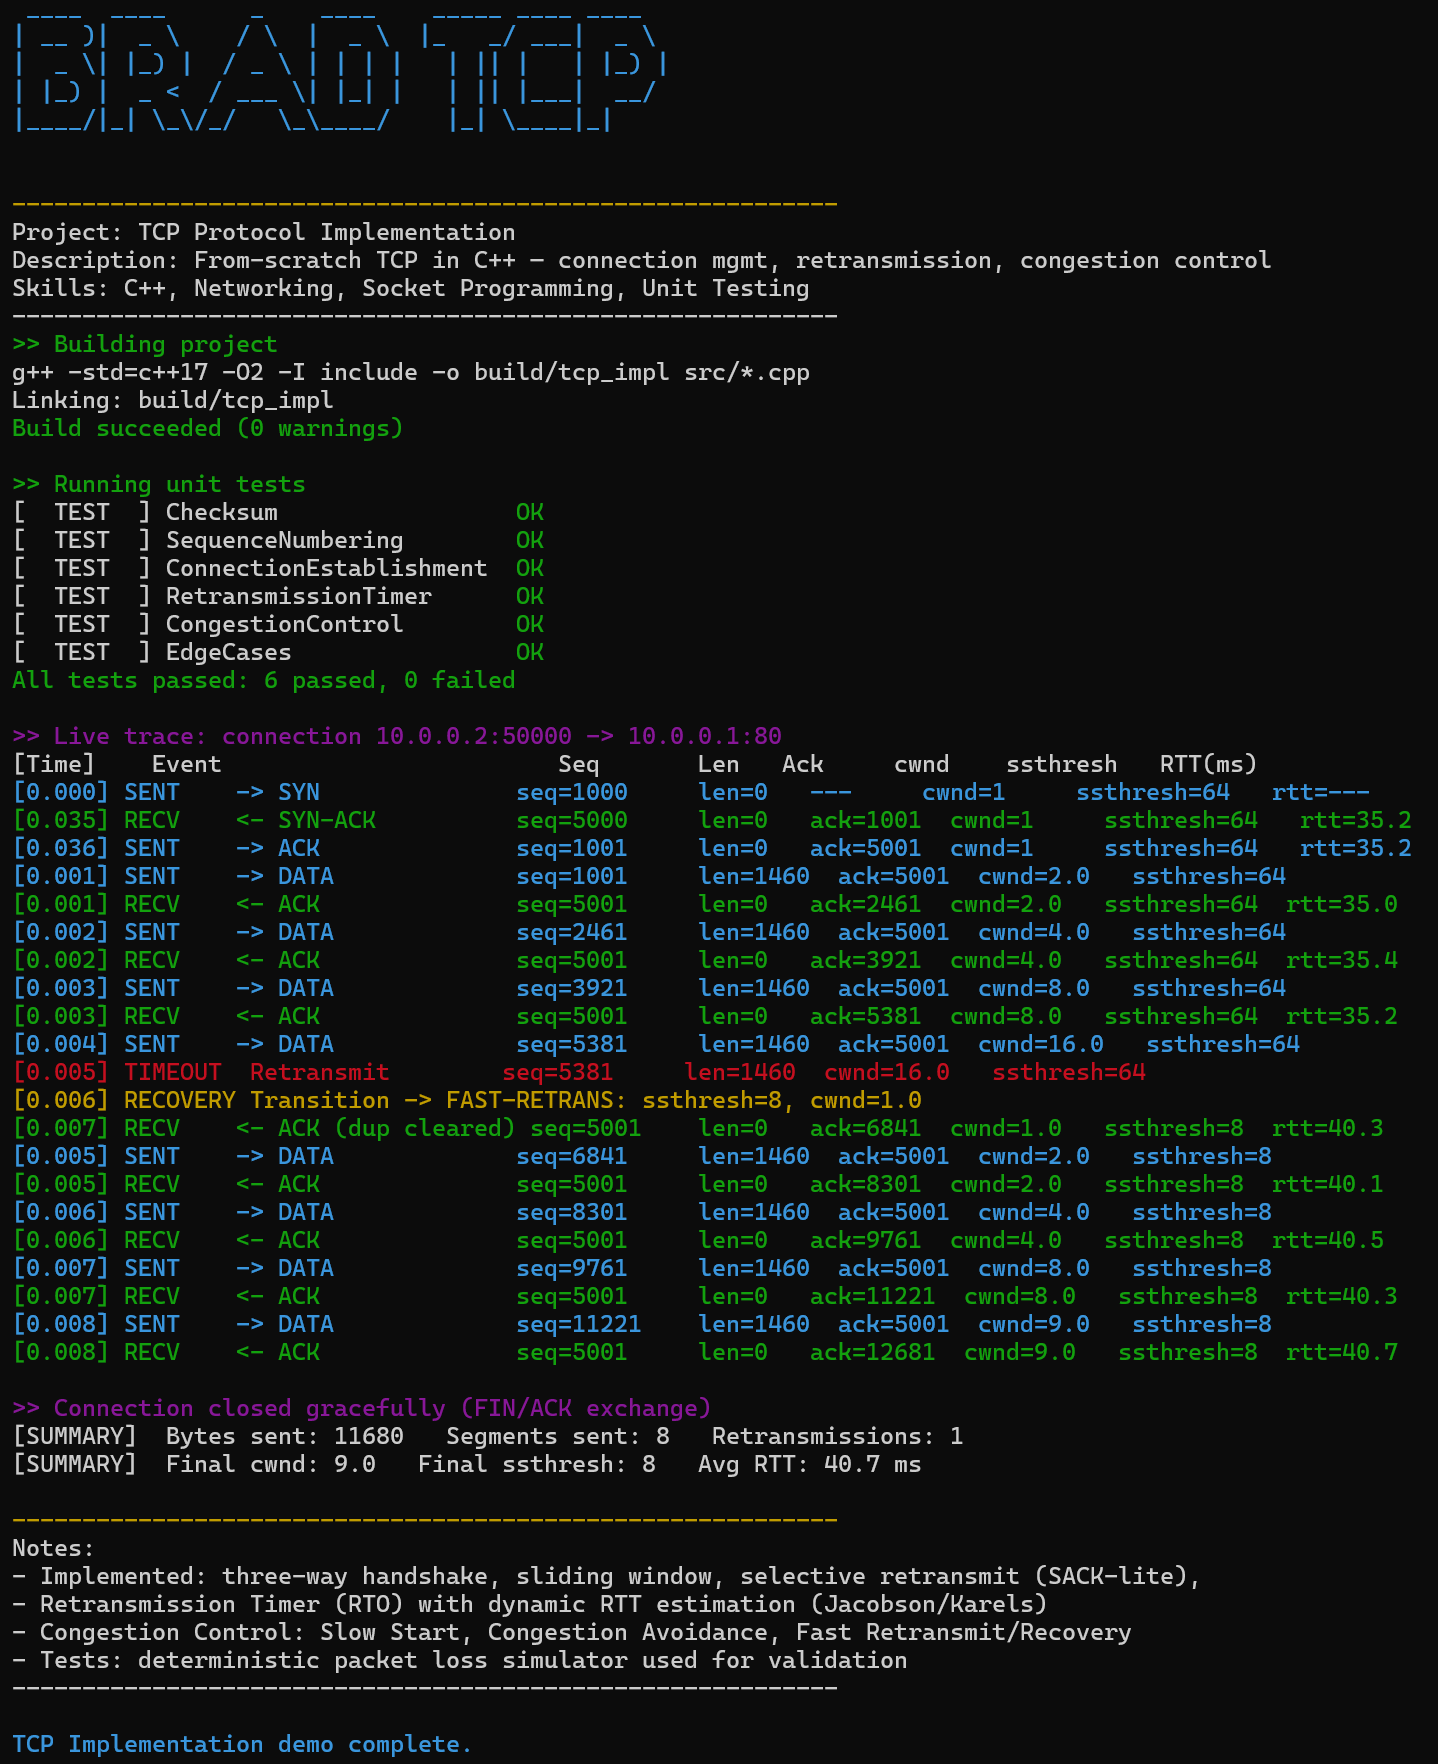 BRAD TCP
-----------------------------------------------------------
Project: TCP Protocol Implementation
Description: From-scratch TCP in C++ — connection mgmt, retransmission, congestion control
Skills: C++, Networking, Socket Programming, Unit Testing
-----------------------------------------------------------
>> Building project
g++ -std=c++17 -O2 -I include -o build/tcp_impl src/*.cpp
Linking: build/tcp_impl
Build succeeded (0 warnings)

>> Running unit tests
[  TEST  ] Checksum                 OK
[  TEST  ] SequenceNumbering        OK
[  TEST  ] ConnectionEstablishment  OK
[  TEST  ] RetransmissionTimer      OK
[  TEST  ] CongestionControl        OK
[  TEST  ] EdgeCases                OK
All tests passed: 6 passed, 0 failed

>> Live trace: connection 10.0.0.2:50000 -> 10.0.0.1:80
[Time]    Event                        Seq       Len   Ack     cwnd    ssthresh   RTT(ms)
[0.000] SENT    -> SYN              seq=1000     len=0   ---     cwnd=1     ssthresh=64   rtt=---
[0.035] RECV    <- SYN-ACK          seq=5000     len=0   ack=1001  cwnd=1     ssthresh=64   rtt=35.2
[0.036] SENT    -> ACK              seq=1001     len=0   ack=5001  cwnd=1     ssthresh=64   rtt=35.2
[0.001] SENT    -> DATA             seq=1001     len=1460  ack=5001  cwnd=2.0   ssthresh=64
[0.001] RECV    <- ACK              seq=5001     len=0   ack=2461  cwnd=2.0   ssthresh=64  rtt=35.0
[0.002] SENT    -> DATA             seq=2461     len=1460  ack=5001  cwnd=4.0   ssthresh=64
[0.002] RECV    <- ACK              seq=5001     len=0   ack=3921  cwnd=4.0   ssthresh=64  rtt=35.4
[0.003] SENT    -> DATA             seq=3921     len=1460  ack=5001  cwnd=8.0   ssthresh=64
[0.003] RECV    <- ACK              seq=5001     len=0   ack=5381  cwnd=8.0   ssthresh=64  rtt=35.2
[0.004] SENT    -> DATA             seq=5381     len=1460  ack=5001  cwnd=16.0   ssthresh=64
[0.005] TIMEOUT  Retransmit        seq=5381     len=1460  cwnd=16.0   ssthresh=64
[0.006] RECOVERY Transition -> FAST-RETRANS: ssthresh=8, cwnd=1.0
[0.007] RECV    <- ACK (dup cleared) seq=5001    len=0   ack=6841  cwnd=1.0   ssthresh=8  rtt=40.3
[0.005] SENT    -> DATA             seq=6841     len=1460  ack=5001  cwnd=2.0   ssthresh=8
[0.005] RECV    <- ACK              seq=5001     len=0   ack=8301  cwnd=2.0   ssthresh=8  rtt=40.1
[0.006] SENT    -> DATA             seq=8301     len=1460  ack=5001  cwnd=4.0   ssthresh=8
[0.006] RECV    <- ACK              seq=5001     len=0   ack=9761  cwnd=4.0   ssthresh=8  rtt=40.5
[0.007] SENT    -> DATA             seq=9761     len=1460  ack=5001  cwnd=8.0   ssthresh=8
[0.007] RECV    <- ACK              seq=5001     len=0   ack=11221  cwnd=8.0   ssthresh=8  rtt=40.3
[0.008] SENT    -> DATA             seq=11221    len=1460  ack=5001  cwnd=9.0   ssthresh=8
[0.008] RECV    <- ACK              seq=5001     len=0   ack=12681  cwnd=9.0   ssthresh=8  rtt=40.7

>> Connection closed gracefully (FIN/ACK exchange)
[SUMMARY]  Bytes sent: 11680   Segments sent: 8   Retransmissions: 1
[SUMMARY]  Final cwnd: 9.0   Final ssthresh: 8   Avg RTT: 40.7 ms

-----------------------------------------------------------
Notes:
- Implemented: three-way handshake, sliding window, selective retransmit (SACK-lite),
- Retransmission Timer (RTO) with dynamic RTT estimation (Jacobson/Karels)
- Congestion Control: Slow Start, Congestion Avoidance, Fast Retransmit/Recovery
- Tests: deterministic packet loss simulator used for validation
-----------------------------------------------------------

TCP Implementation demo complete.